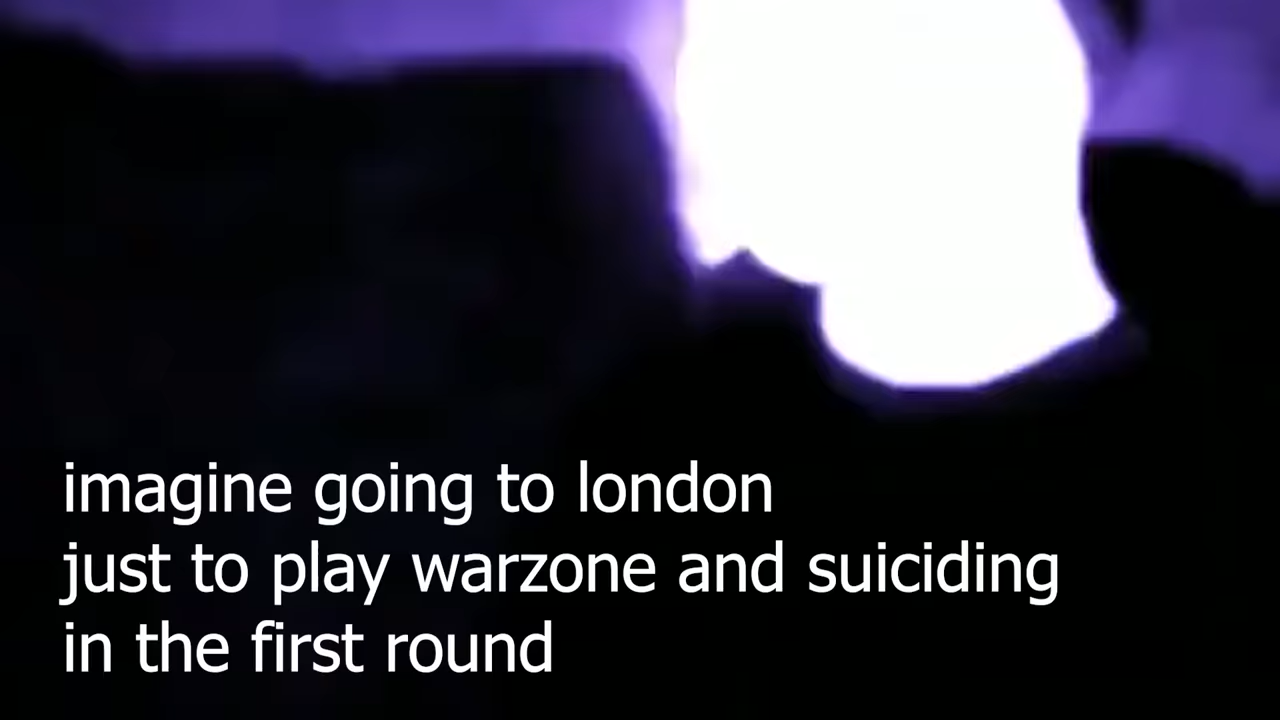 imagine going to london
just to play warzone and suiciding
in the first round